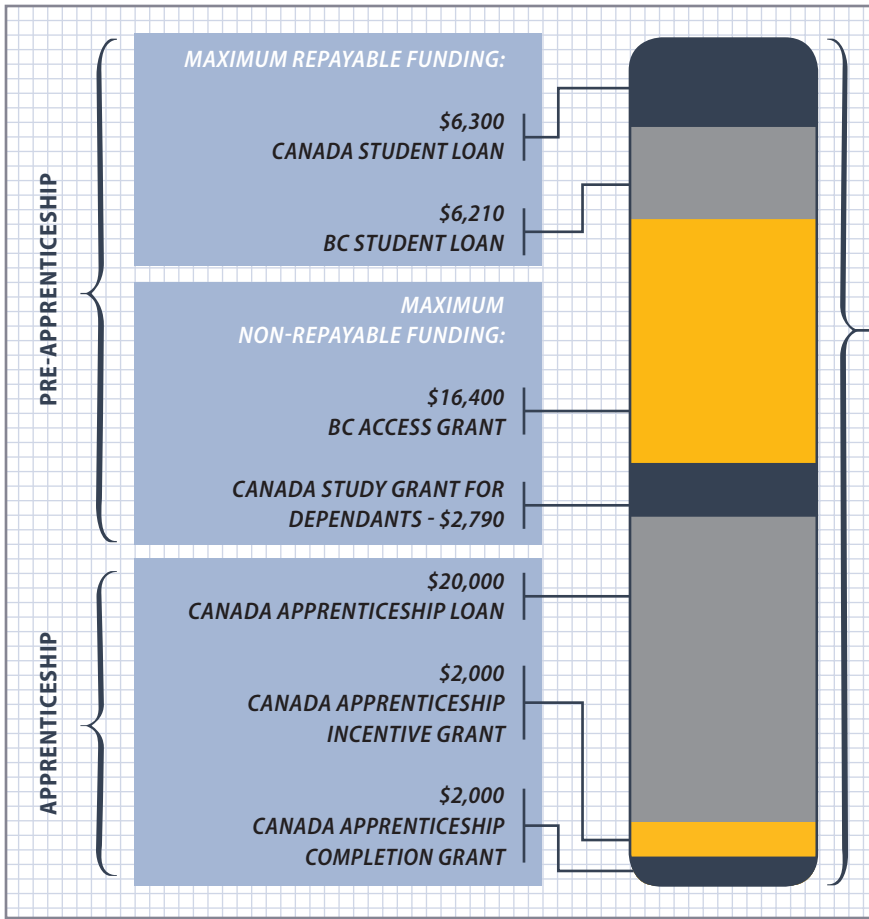 PRE-APPRENTICESHIP
MAXIMUM REPAYABLE FUNDING:
$6,300
CANADA STUDENT LOAN
$6,210
BC STUDENT LOAN
MAXIMUM
NON-REPAYABLE FUNDING:
$16,400
BC ACCESS GRANT
CANADA STUDY GRANT FOR
DEPENDANTS - $2,790
APPRENTICESHIP
$20,000
CANADA APPRENTICESHIP LOAN
$2,000
CANADA APPRENTICESHIP
INCENTIVE GRANT
$2,000
CANADA APPRENTICESHIP
COMPLETION GRANT